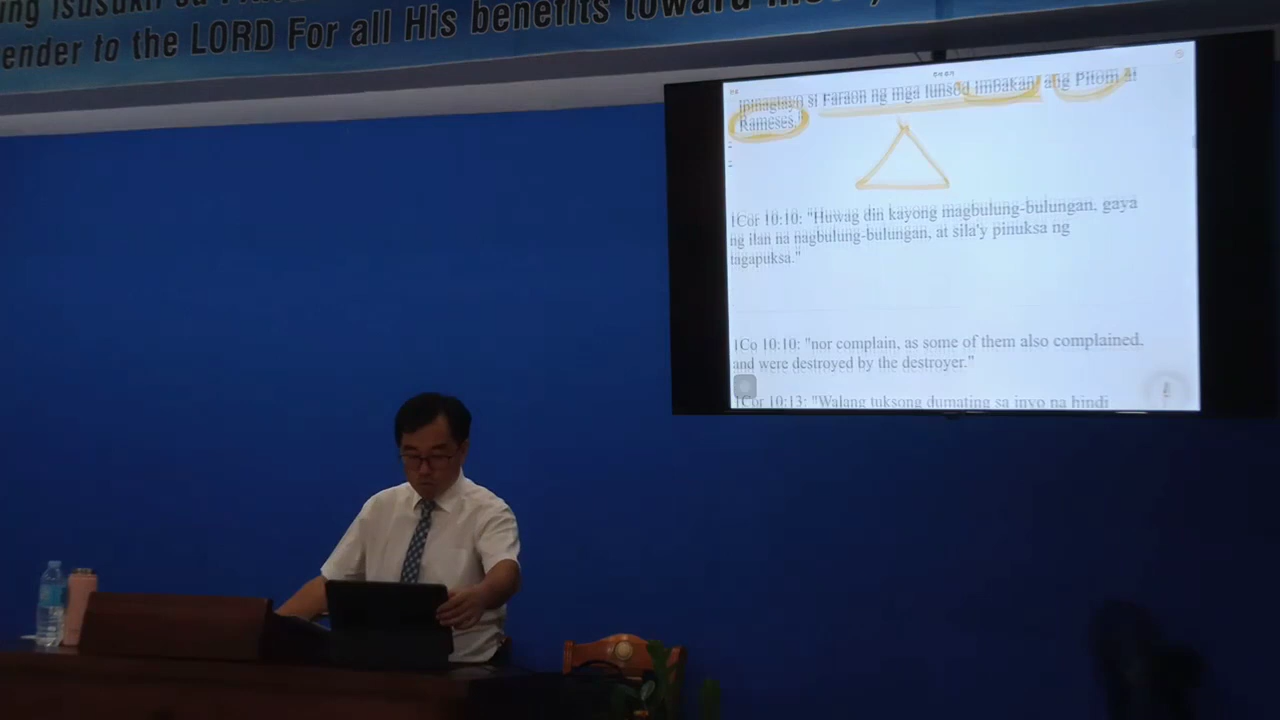 ung isusukli sa
ender to the LORD For all His benefits toward me
ipinagtayo si Faraon ng mga lunsod imbakan, ang Pitom at
Rameses."
1Cor 10:10: "Huwag din kayong magbulung-bulungan, gaya
ng ilan na nagbulung-bulungan, at sila'y pinuksa ng
tagapuksa."
1Co 10:10: "nor complain, as some of them also complained,
and were destroyed by the destroyer."
1Cor 10:13: "Walang tuksong dumating sa inyo na hindi